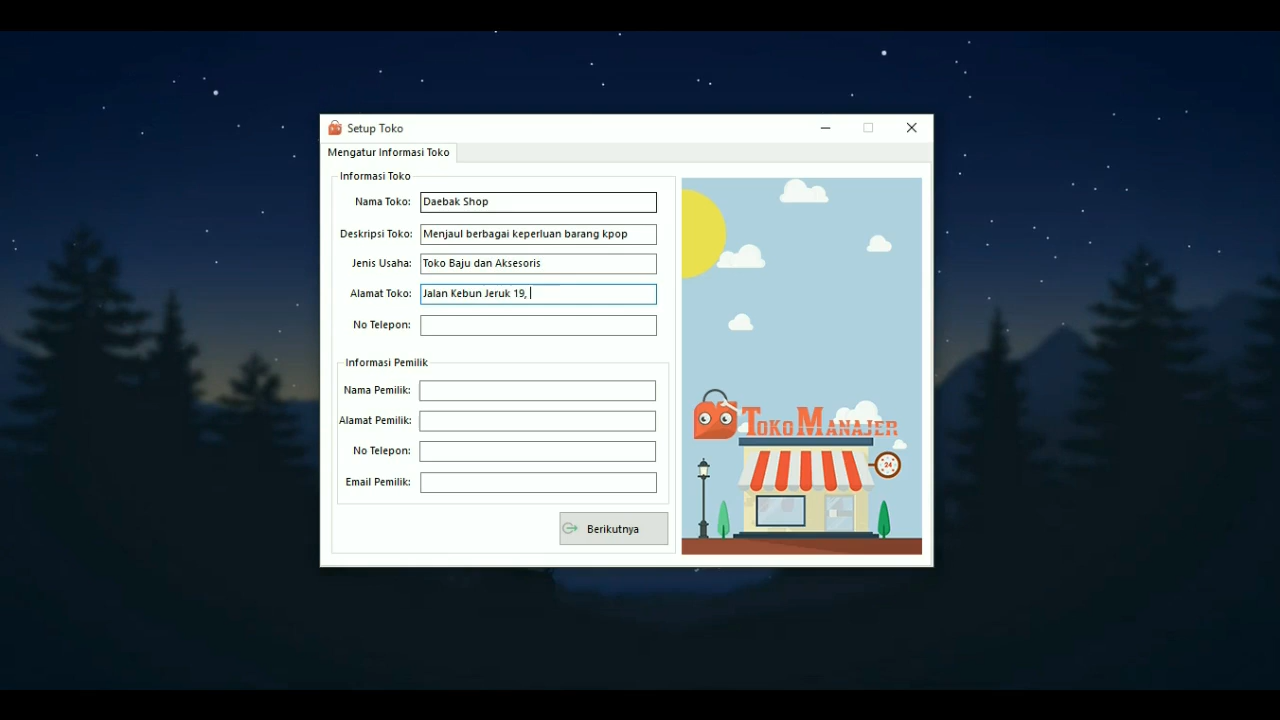 Setup Toko
Mengatur Informasi Toko
Informasi Toko
Nama Toko: Daebak Shop
Deskripsi Toko: Menjaul berbagai keperluan barang kpop
Jenis Usaha: Toko Baju dan Aksesoris
Alamat Toko: Jalan Kebun Jeruk 19,
No Telepon:
Informasi Pemilik
Nama Pemilik:
Alamat Pemilik:
No Telepon:
Email Pemilik:
Berikutnya
TOKO MANAJER
24